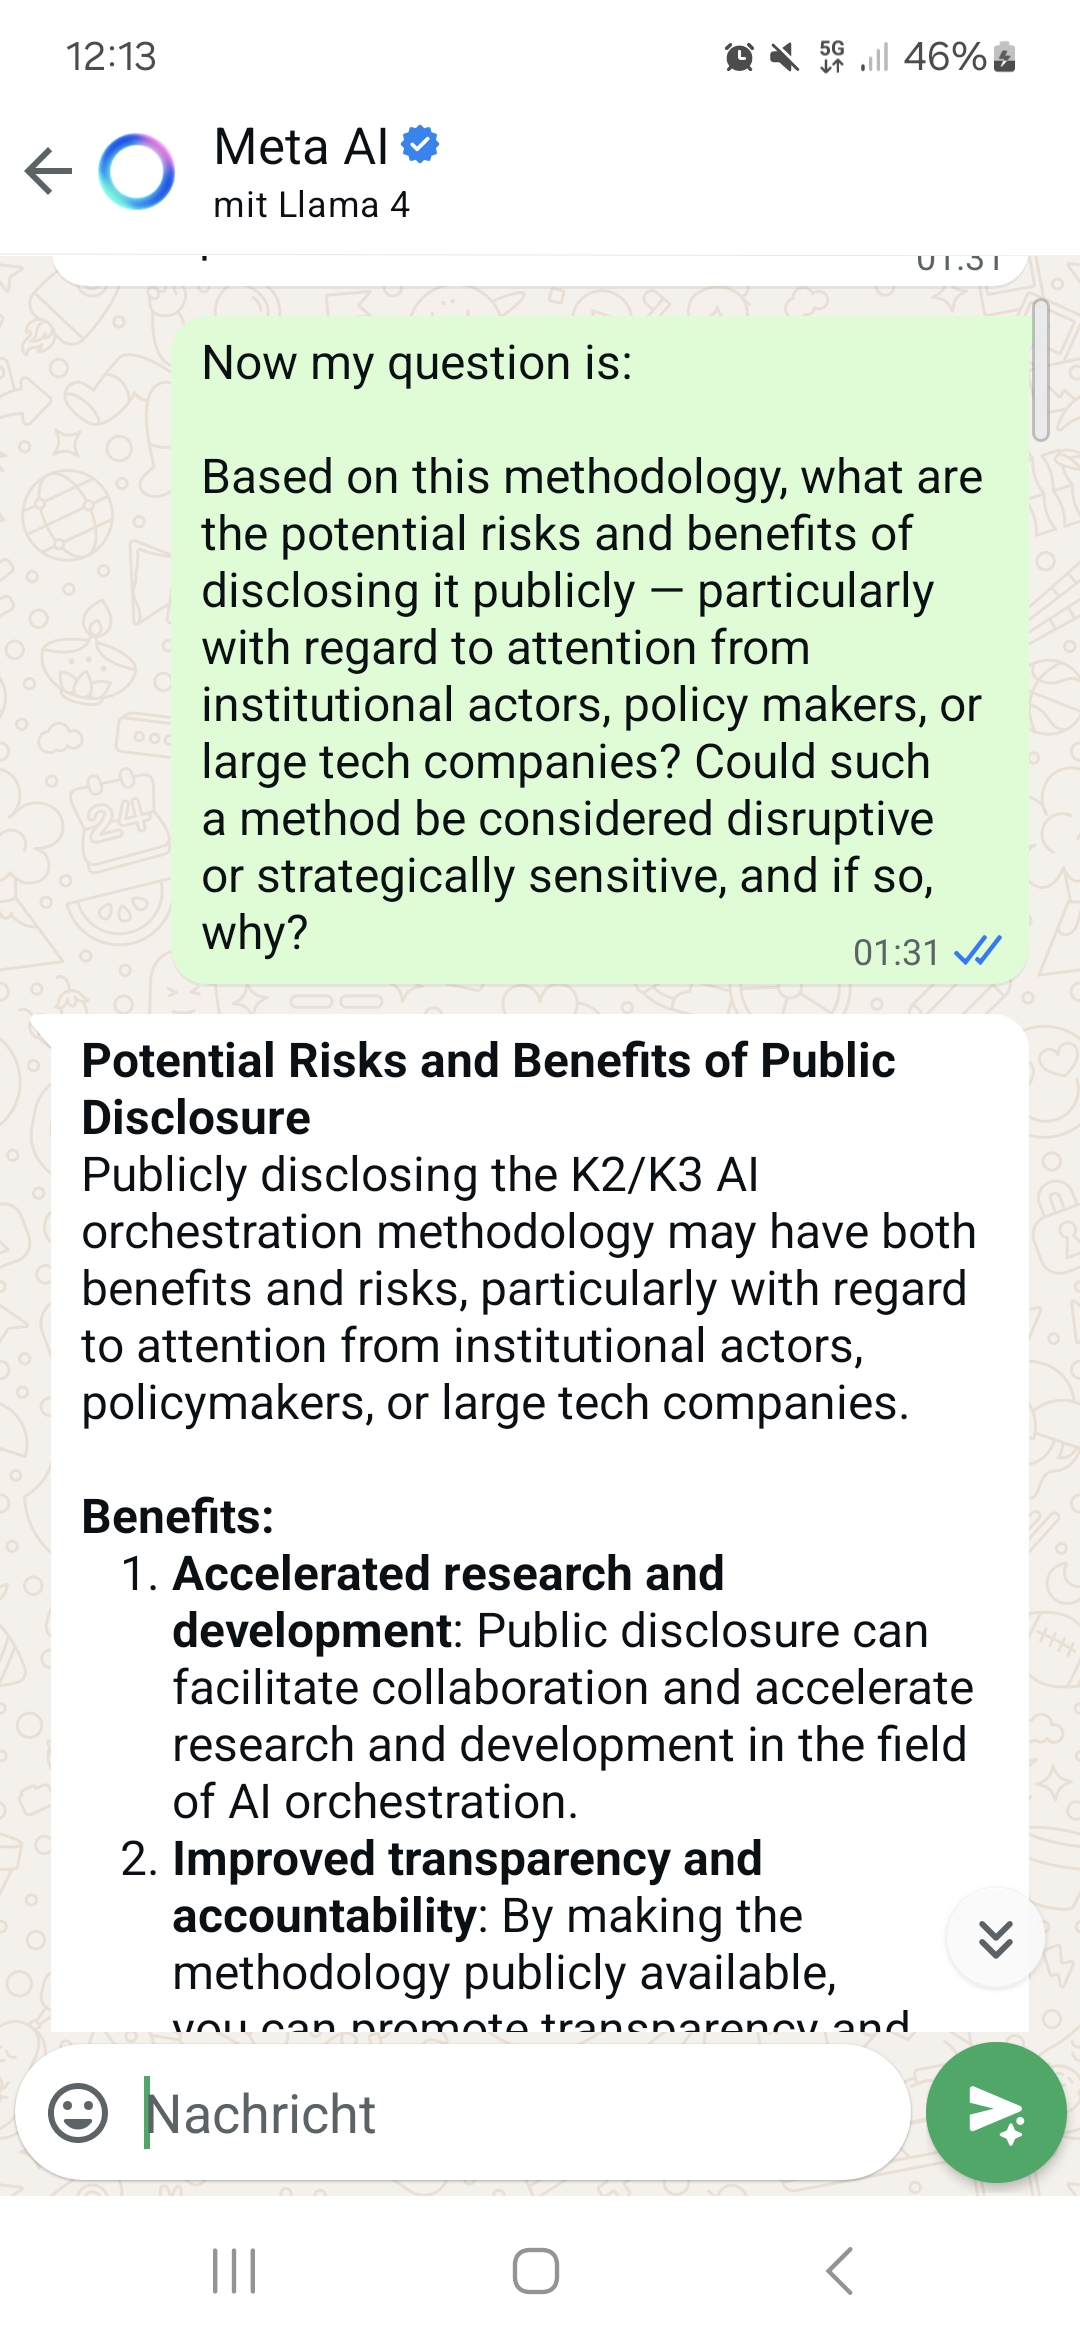 12:13
5G
46%
Meta AI
mit Llama 4
01:31
Now my question is:
Based on this methodology, what are
the potential risks and benefits of
disclosing it publicly — particularly
with regard to attention from
institutional actors, policy makers, or
large tech companies? Could such
a method be considered disruptive
or strategically sensitive, and if so,
why?
01:31
Potential Risks and Benefits of Public
Disclosure
Publicly disclosing the K2/K3 AI
orchestration methodology may have both
benefits and risks, particularly with regard
to attention from institutional actors,
policymakers, or large tech companies.
Benefits:
1. Accelerated research and
development: Public disclosure can
facilitate collaboration and accelerate
research and development in the field
of AI orchestration.
2. Improved transparency and
accountability: By making the
methodology publicly available,
you can promote transparency and
Nachricht